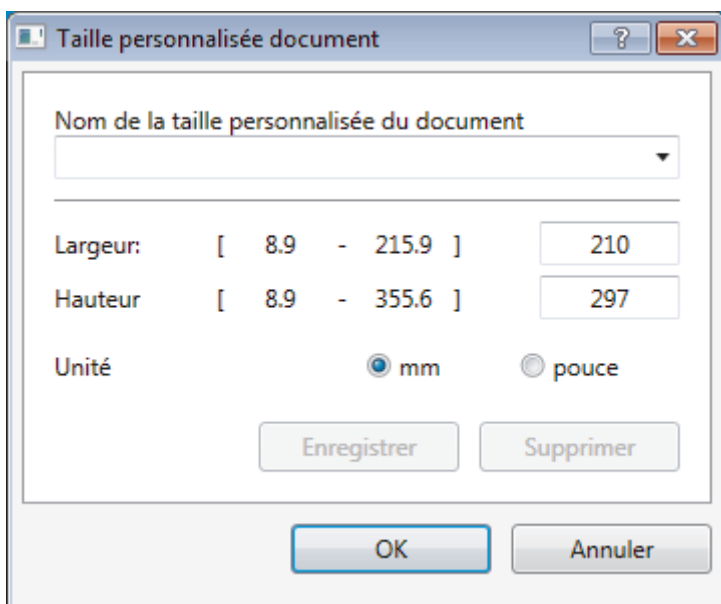 Taille personnalisée document
Nom de la taille personnalisée du document
Largeur: [ 8.9 - 215.9 ] 210
Hauteur [ 8.9 - 355.6 ] 297
Unité mm pouce
Enregistrer Supprimer
OK Annuler